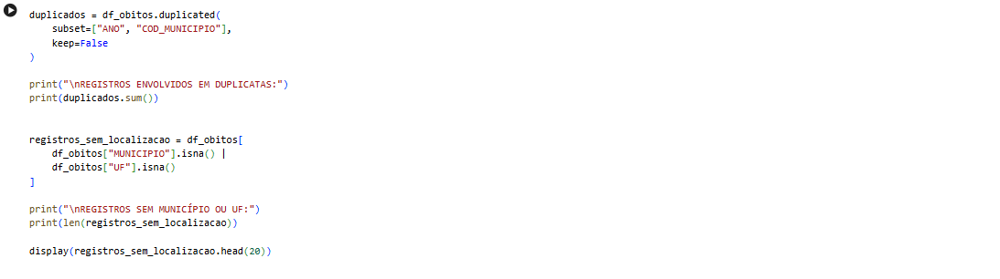 duplicados = df_obitos.duplicated(
    subset=["ANO", "COD_MUNICIPIO"],
    keep=False
)
print("\nREGISTROS ENVOLVIDOS EM DUPLICATAS:")
print(duplicados.sum())
registros_sem_localizacao = df_obitos[
    df_obitos["MUNICIPIO"].isna() |
    df_obitos["UF"].isna()
]
print("\nREGISTROS SEM MUNICÍPIO OU UF:")
print(len(registros_sem_localizacao))
display(registros_sem_localizacao.head(20))